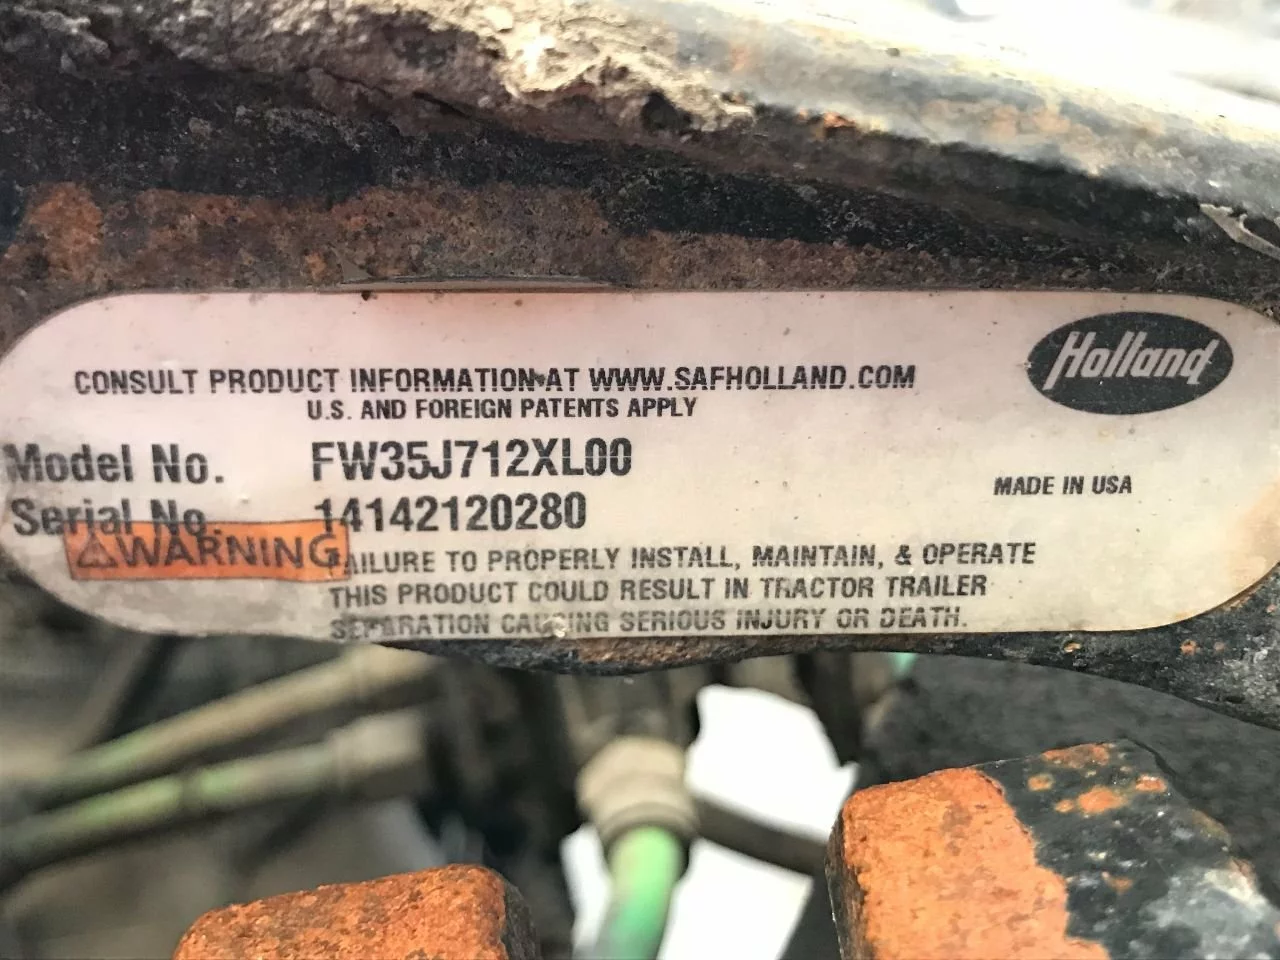 Holland
CONSULT PRODUCT INFORMATION AT WWW.SAFHOLLAND.COM
U.S. AND FOREIGN PATENTS APPLY
Model No. FW35J712XL00
MADE IN USA
Serial No. 14142120280
⚠WARNING AILURE TO PROPERLY INSTALL, MAINTAIN, & OPERATE
THIS PRODUCT COULD RESULT IN TRACTOR TRAILER
SEPARATION CAUSING SERIOUS INJURY OR DEATH.